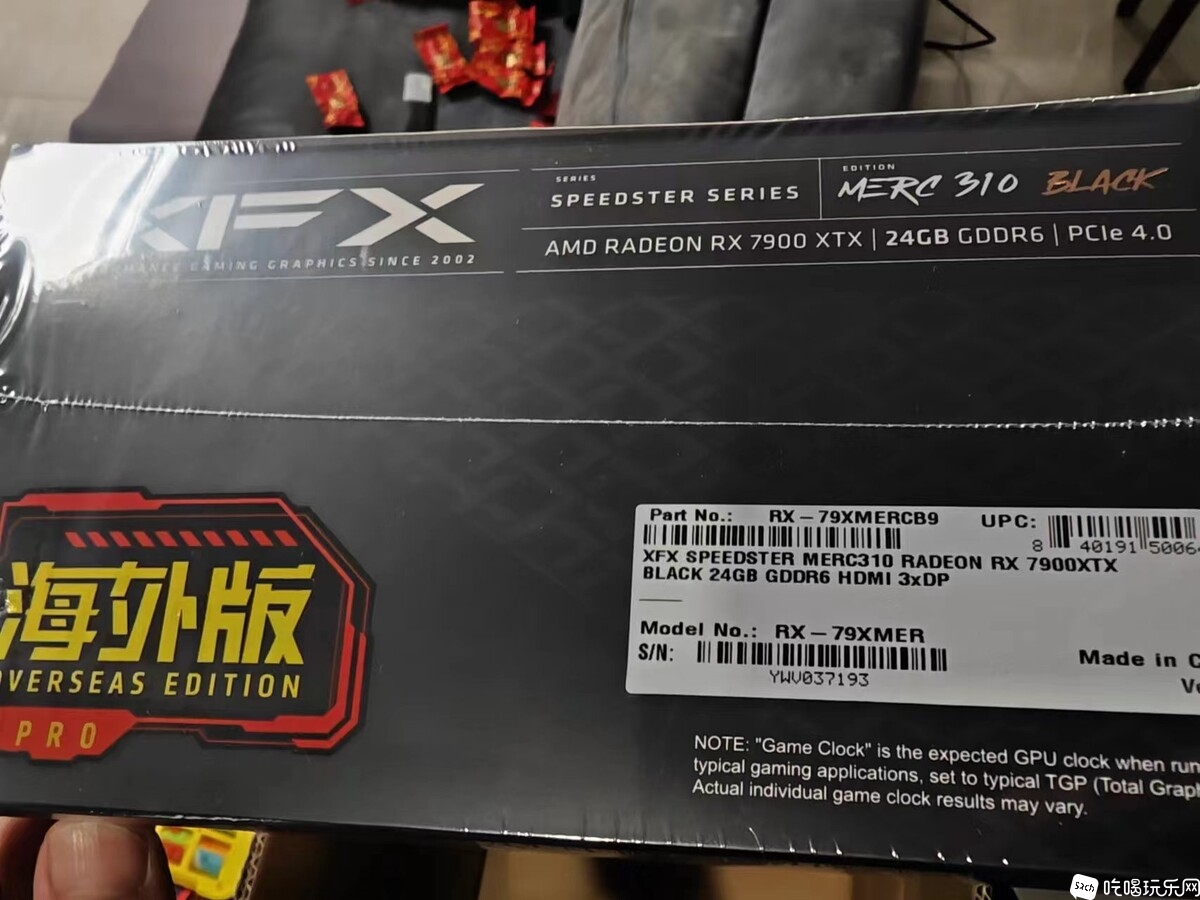 XFX
GAMING GRAPHICS SINCE 2002
SERIES
SPEEDSTER SERIES
EDITION
MERC 310 BLACK
AMD RADEON RX 7900 XTX | 24GB GDDR6 | PCIe 4.0
海外版
OVERSEAS EDITION
PRO
Part No.: RX-79XMERCB9
UPC:
8 40191 5006
XFX SPEEDSTER MERC310 RADEON RX 7900XTX
BLACK 24GB GDDR6 HDMI 3xDP
Model No.: RX-79XMER
S/N:
YWV037193
Made in
NOTE: "Game Clock" is the expected GPU clock when
typical gaming applications, set to typical TGP (Total
Actual individual game clock results may vary.
52ch 吃喝玩乐网